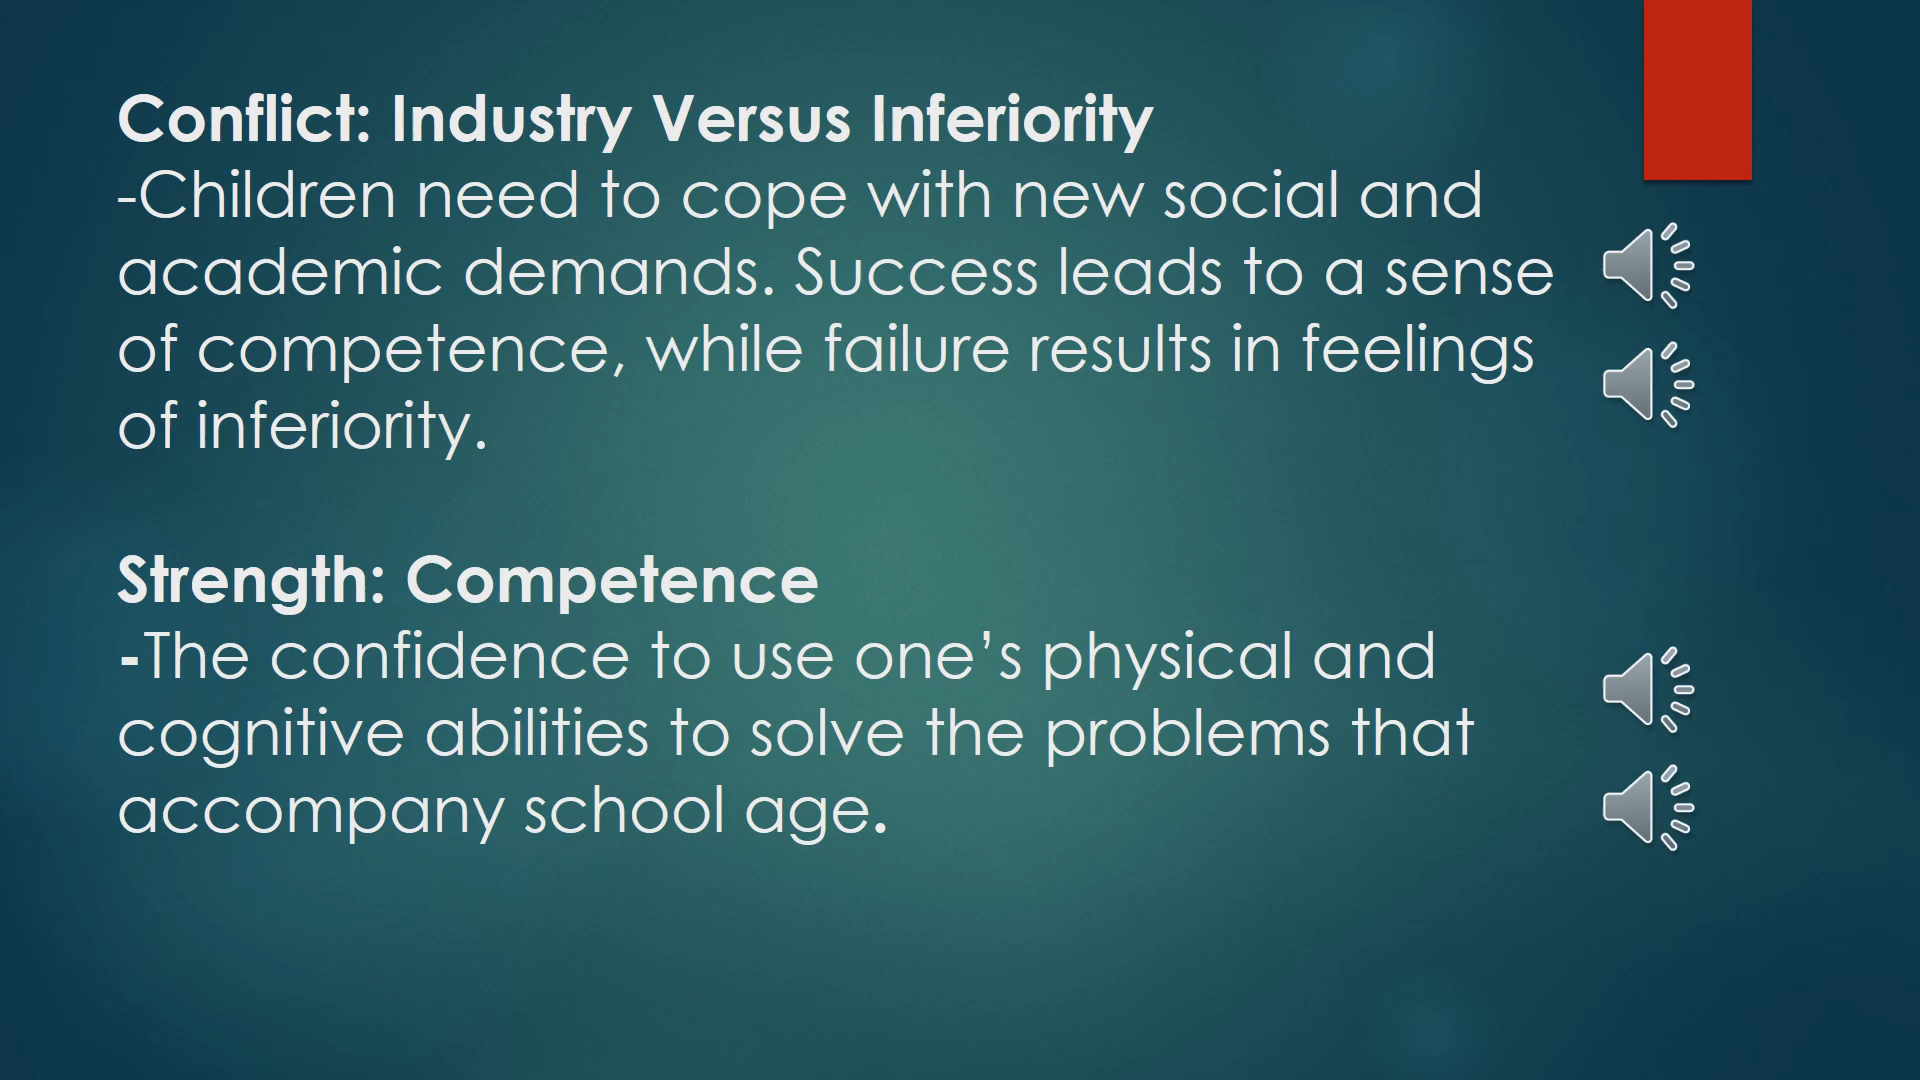 Conflict: Industry Versus Inferiority
-Children need to cope with new social and
academic demands. Success leads to a sense
of competence, while failure results in feelings
of inferiority.
Strength: Competence
-The confidence to use one’s physical and
cognitive abilities to solve the problems that
accompany school age.